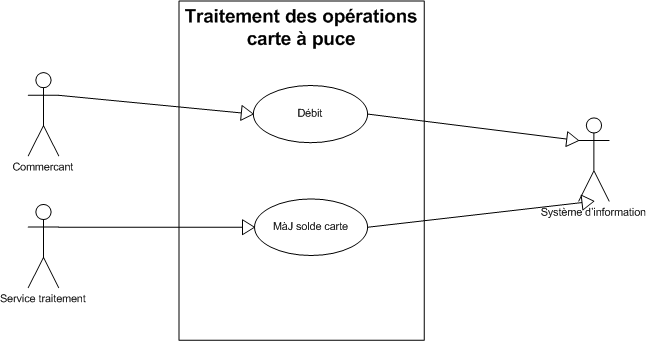 Traitement des opérations
carte à puce
Débit
Commercant
MàJ solde carte
Système d'information
Service traitement